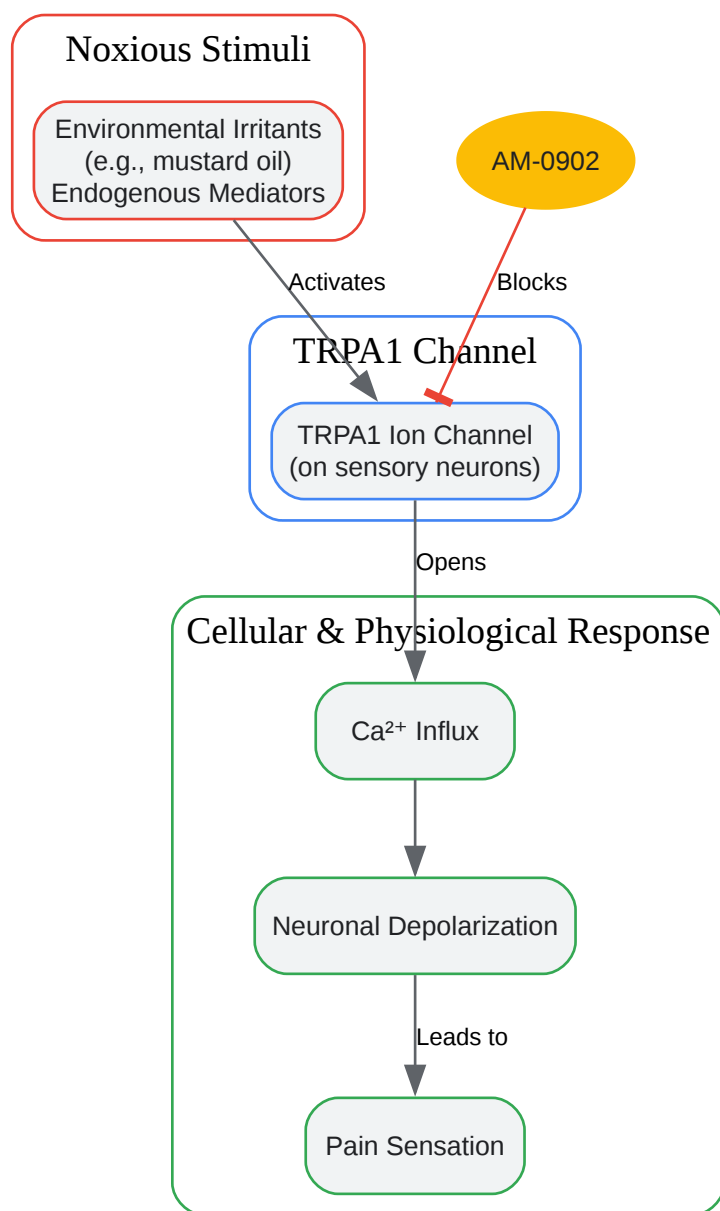 Noxious Stimuli
Environmental Irritants
(e.g., mustard oil)
Endogenous Mediators
AM-0902
Activates
Blocks
TRPA1 Channel
TRPA1 Ion Channel
(on sensory neurons)
Opens
Cellular & Physiological Response
Ca²⁺ Influx
Neuronal Depolarization
Leads to
Pain Sensation